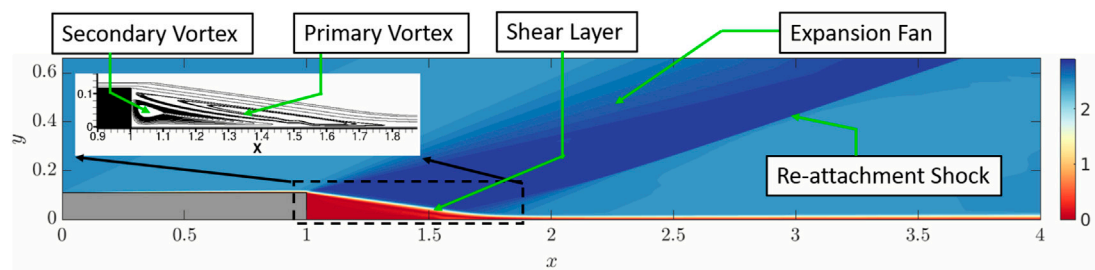 Secondary Vortex
Primary Vortex
Shear Layer
Expansion Fan
0.6
0.4
0.2
0
y
0.1
0
0.9 1 1.1 1.2 1.3 1.4 1.5 1.6 1.7 1.8
X
Re-attachment Shock
2
1
0
0 0.5 1 1.5 2 2.5 3 3.5 4
x